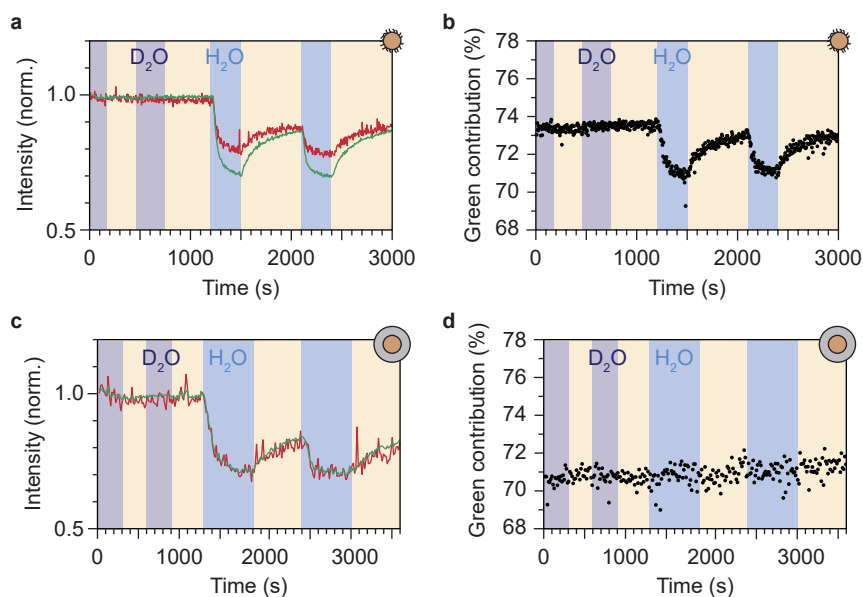 a
D₂O
H₂O
1.0
0.5
Intensity (norm.)
0
1000
2000
3000
Time (s)
b
D₂O
H₂O
78
76
74
72
70
68
Green contribution (%)
0
1000
2000
3000
Time (s)
c
D₂O
H₂O
1.0
0.5
Intensity (norm.)
0
1000
2000
3000
Time (s)
d
D₂O
H₂O
78
76
74
72
70
68
Green contribution (%)
0
1000
2000
3000
Time (s)